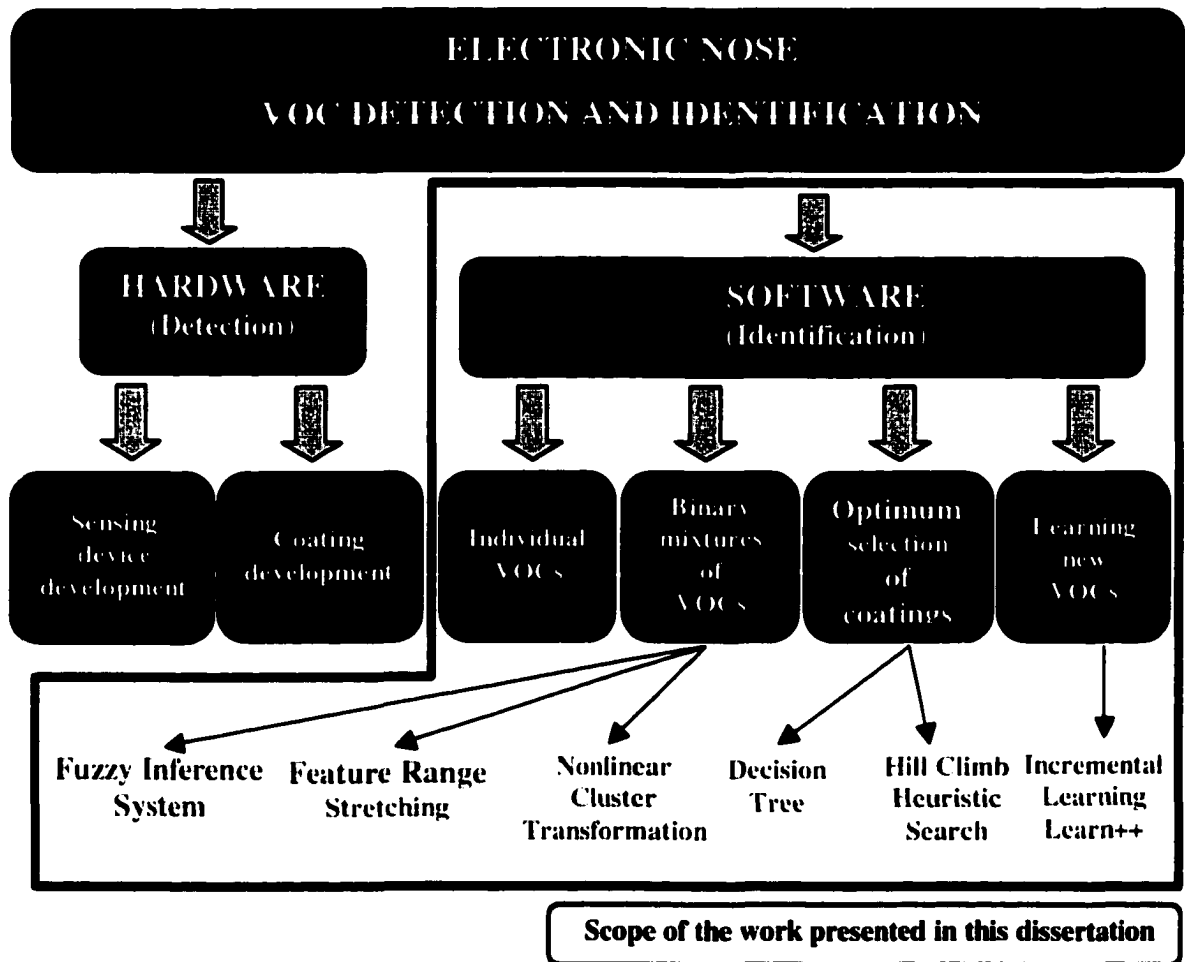 ELECTRONIC NOSE
VOC DETECTION AND IDENTIFICATION
HARDWARE
(Detection)
SOFTWARE
(Identification)
Sensing
device
development
Coating
development
Individual
VOCs
Binary
mixtures
of
VOCs
Optimum
selection
of
coatings
Learning
new
VOCs
Fuzzy Inference
System
Feature Range
Stretching
Nonlinear
Cluster
Transformation
Decision
Tree
Hill Climb
Heuristic
Search
Incremental
Learning
Learn++
Scope of the work presented in this dissertation